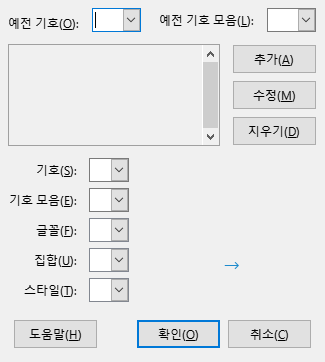 예전 기호(O): 예전 기호 모음(L):
추가(A)
수정(M)
지우기(D)
기호(S):
기호 모음(E):
글꼴(F):
집합(U):
스타일(T):
→
도움말(H) 확인(O) 취소(C)